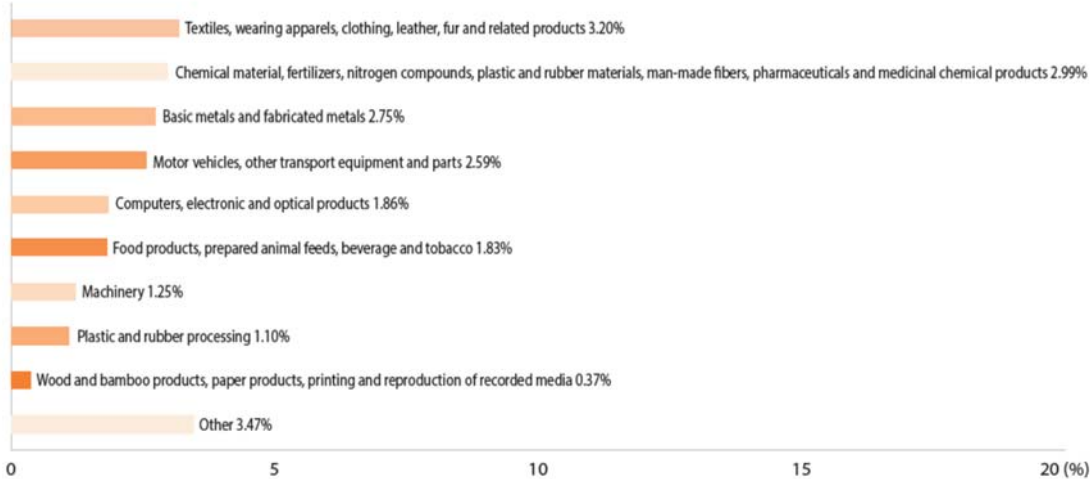 Textiles, wearing apparels, clothing, leather, fur and related products 3.20%
Chemical material, fertilizers, nitrogen compounds, plastic and rubber materials, man-made fibers, pharmaceuticals and medicinal chemical products 2.99%
Basic metals and fabricated metals 2.75%
Motor vehicles, other transport equipment and parts 2.59%
Computers, electronic and optical products 1.86%
Food products, prepared animal feeds, beverage and tobacco 1.83%
Machinery 1.25%
Plastic and rubber processing 1.10%
Wood and bamboo products, paper products, printing and reproduction of recorded media 0.37%
Other 3.47%
0 5 10 15 20 (%)